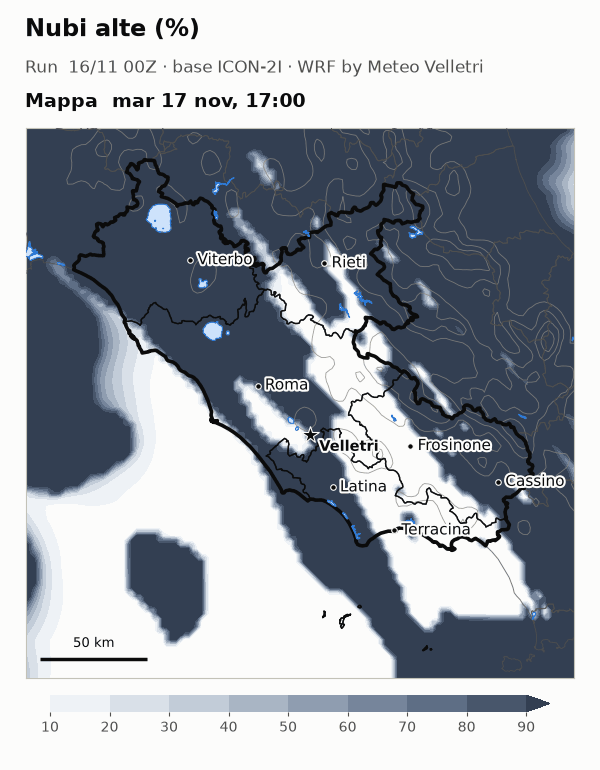 Nubi alte (%)
Run  16/11 00Z · base ICON-2I · WRF by Meteo Velletri
Mappa  mar 17 nov, 17:00
Viterbo
Rieti
Roma
Velletri
Frosinone
Latina
Cassino
Terracina
50 km
10 20 30 40 50 60 70 80 90